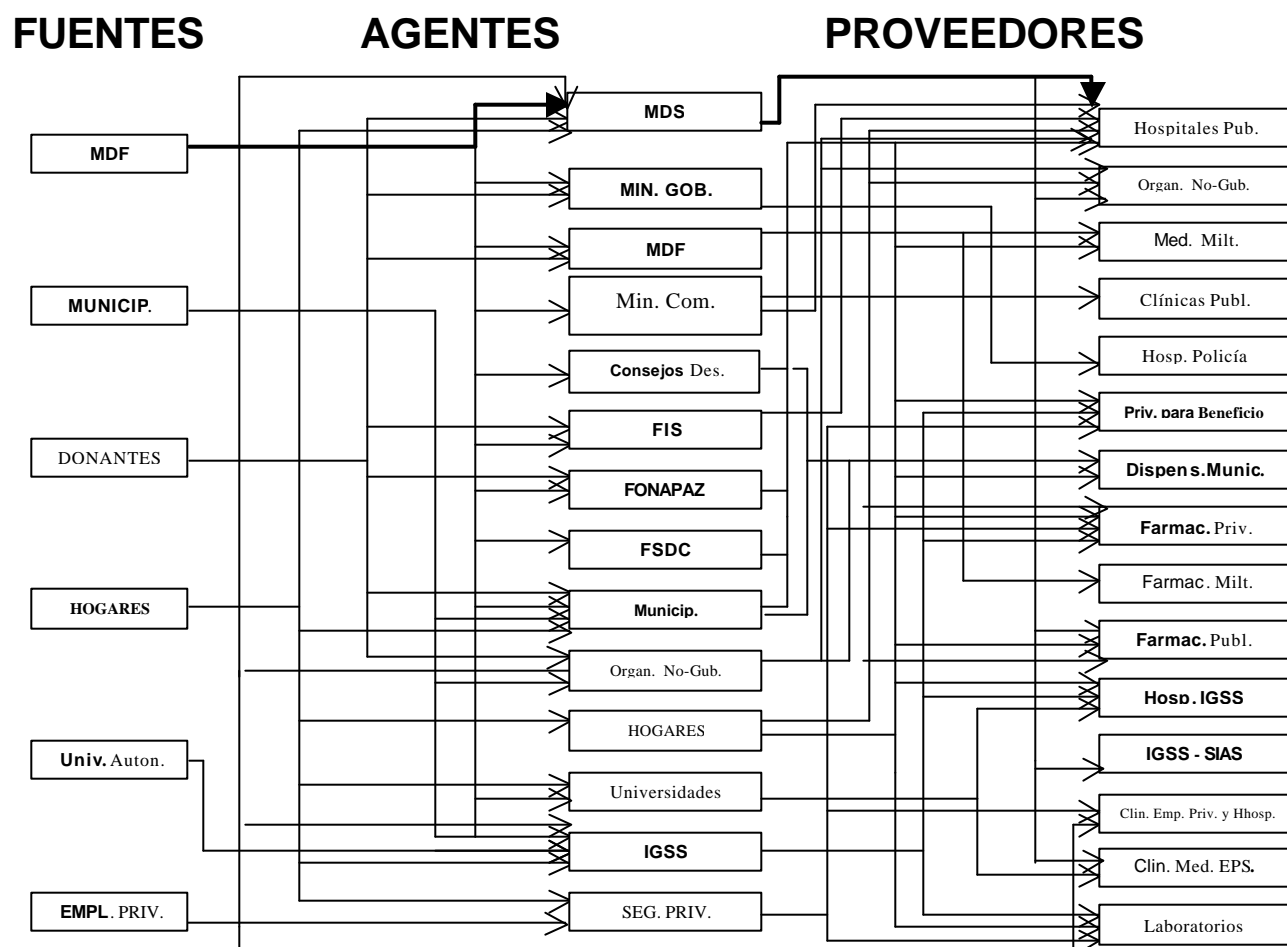 FUENTES AGENTES PROVEEDORES
MDF
MUNICIP.
DONANTES
HOGARES
Univ. Auton.
EMPL. PRIV.
MDS
MIN. GOB.
MDF
Min. Com.
Consejos Des.
FIS
FONAPAZ
FSDC
Municip.
Organ. No-Gub.
HOGARES
Universidades
IGSS
SEG. PRIV.
Hospitales Pub.
Organ. No-Gub.
Med. Milt.
Clínicas Publ.
Hosp. Policía
Priv. para Beneficio
Dispens.Munic.
Farmac. Priv.
Farmac. Milt.
Farmac. Publ.
Hosp. IGSS
IGSS - SIAS
Clin. Emp. Priv. y Hhosp.
Clin. Med. EPS.
Laboratorios